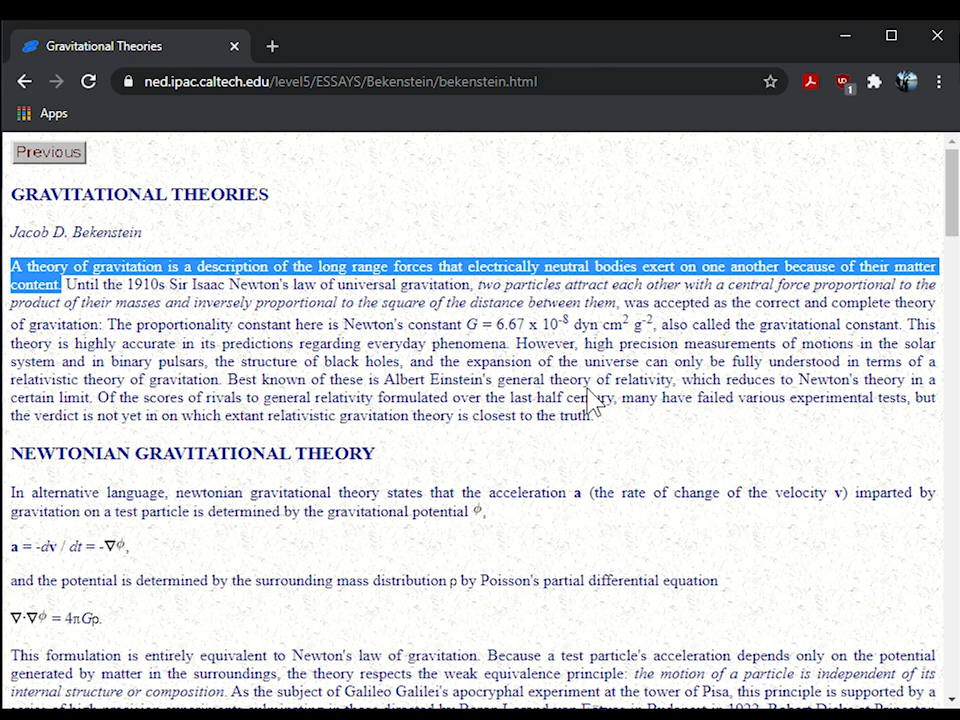 Gravitational Theories
ned.ipac.caltech.edu/level5/ESSAYS/Bekenstein/bekenstein.html
1
Apps
Previous
GRAVITATIONAL THEORIES
Jacob D. Bekenstein
A theory of gravitation is a description of the long range forces that electrically neutral bodies exert on one another because of their matter
content. Until the 1910s Sir Isaac Newton's law of universal gravitation, two particles attract each other with a central force proportional to the
product of their masses and inversely proportional to the square of the distance between them, was accepted as the correct and complete theory
of gravitation: The proportionality constant here is Newton's constant G = 6.67 x 10⁻⁸ dyn cm² g⁻², also called the gravitational constant. This
theory is highly accurate in its predictions regarding everyday phenomena. However, high precision measurements of motions in the solar
system and in binary pulsars, the structure of black holes, and the expansion of the universe can only be fully understood in terms of a
relativistic theory of gravitation. Best known of these is Albert Einstein's general theory of relativity, which reduces to Newton's theory in a
certain limit. Of the scores of rivals to general relativity formulated over the last half century, many have failed various experimental tests, but
the verdict is not yet in on which extant relativistic gravitation theory is closest to the truth.
NEWTONIAN GRAVITATIONAL THEORY
In alternative language, newtonian gravitational theory states that the acceleration a (the rate of change of the velocity v) imparted by
gravitation on a test particle is determined by the gravitational potential ϕ,
a = -dv / dt = -∇ϕ,
and the potential is determined by the surrounding mass distribution ρ by Poisson's partial differential equation
∇·∇ϕ = 4πGρ.
This formulation is entirely equivalent to Newton's law of gravitation. Because a test particle's acceleration depends only on the potential
generated by matter in the surroundings, the theory respects the weak equivalence principle: the motion of a particle is independent of its
internal structure or composition. As the subject of Galileo Galilei's apocryphal experiment at the tower of Pisa, this principle is supported by a